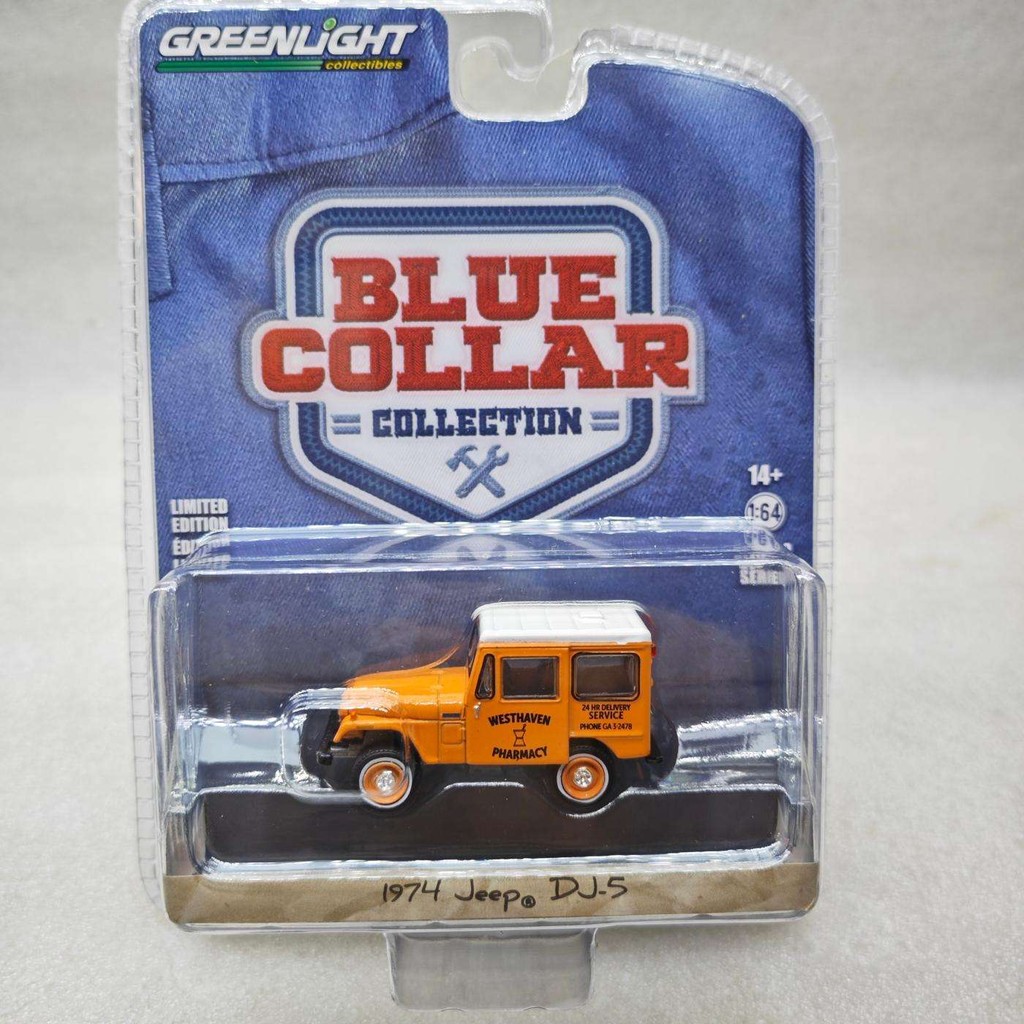 GREENLIGHT
collectibles
BLUE
COLLAR
COLLECTION
14+
1:64
LIMITED
EDITION
WESTHAVEN
PHARMACY
24 HR DELIVERY
SERVICE
PHONE GA 3-2478
1974 Jeep® DJ-5